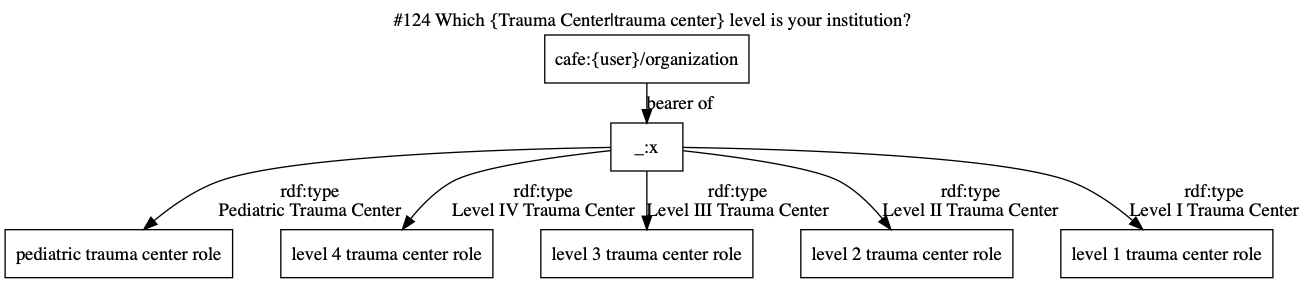 #124 Which {Trauma Center|trauma center} level is your institution?
cafe:{user}/organization
bearer of
_:x
rdf:type
Pediatric Trauma Center
rdf:type
Level IV Trauma Center
rdf:type
Level III Trauma Center
rdf:type
Level II Trauma Center
rdf:type
Level I Trauma Center
pediatric trauma center role
level 4 trauma center role
level 3 trauma center role
level 2 trauma center role
level 1 trauma center role